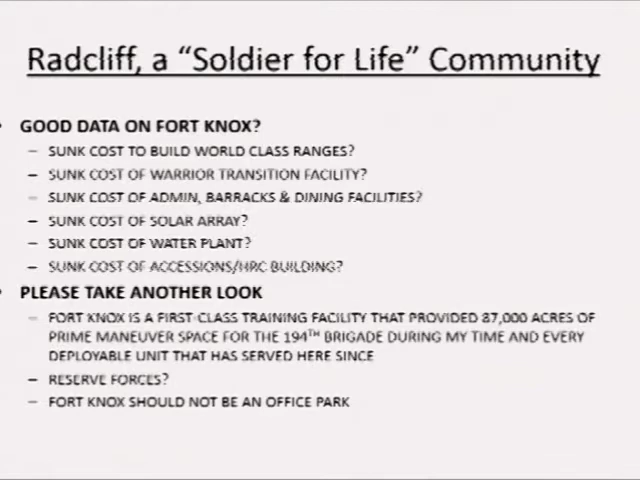 Radcliff, a “Soldier for Life” Community
• GOOD DATA ON FORT KNOX?
– SUNK COST TO BUILD WORLD CLASS RANGES?
– SUNK COST OF WARRIOR TRANSITION FACILITY?
– SUNK COST OF ADMIN, BARRACKS & DINING FACILITIES?
– SUNK COST OF SOLAR ARRAY?
– SUNK COST OF WATER PLANT?
– SUNK COST OF ACCESSIONS/HRC BUILDING?
• PLEASE TAKE ANOTHER LOOK
– FORT KNOX IS A FIRST-CLASS TRAINING FACILITY THAT PROVIDED 87,000 ACRES OF
PRIME MANEUVER SPACE FOR THE 194TH BRIGADE DURING MY TIME AND EVERY
DEPLOYABLE UNIT THAT HAS SERVED HERE SINCE
– RESERVE FORCES?
– FORT KNOX SHOULD NOT BE AN OFFICE PARK